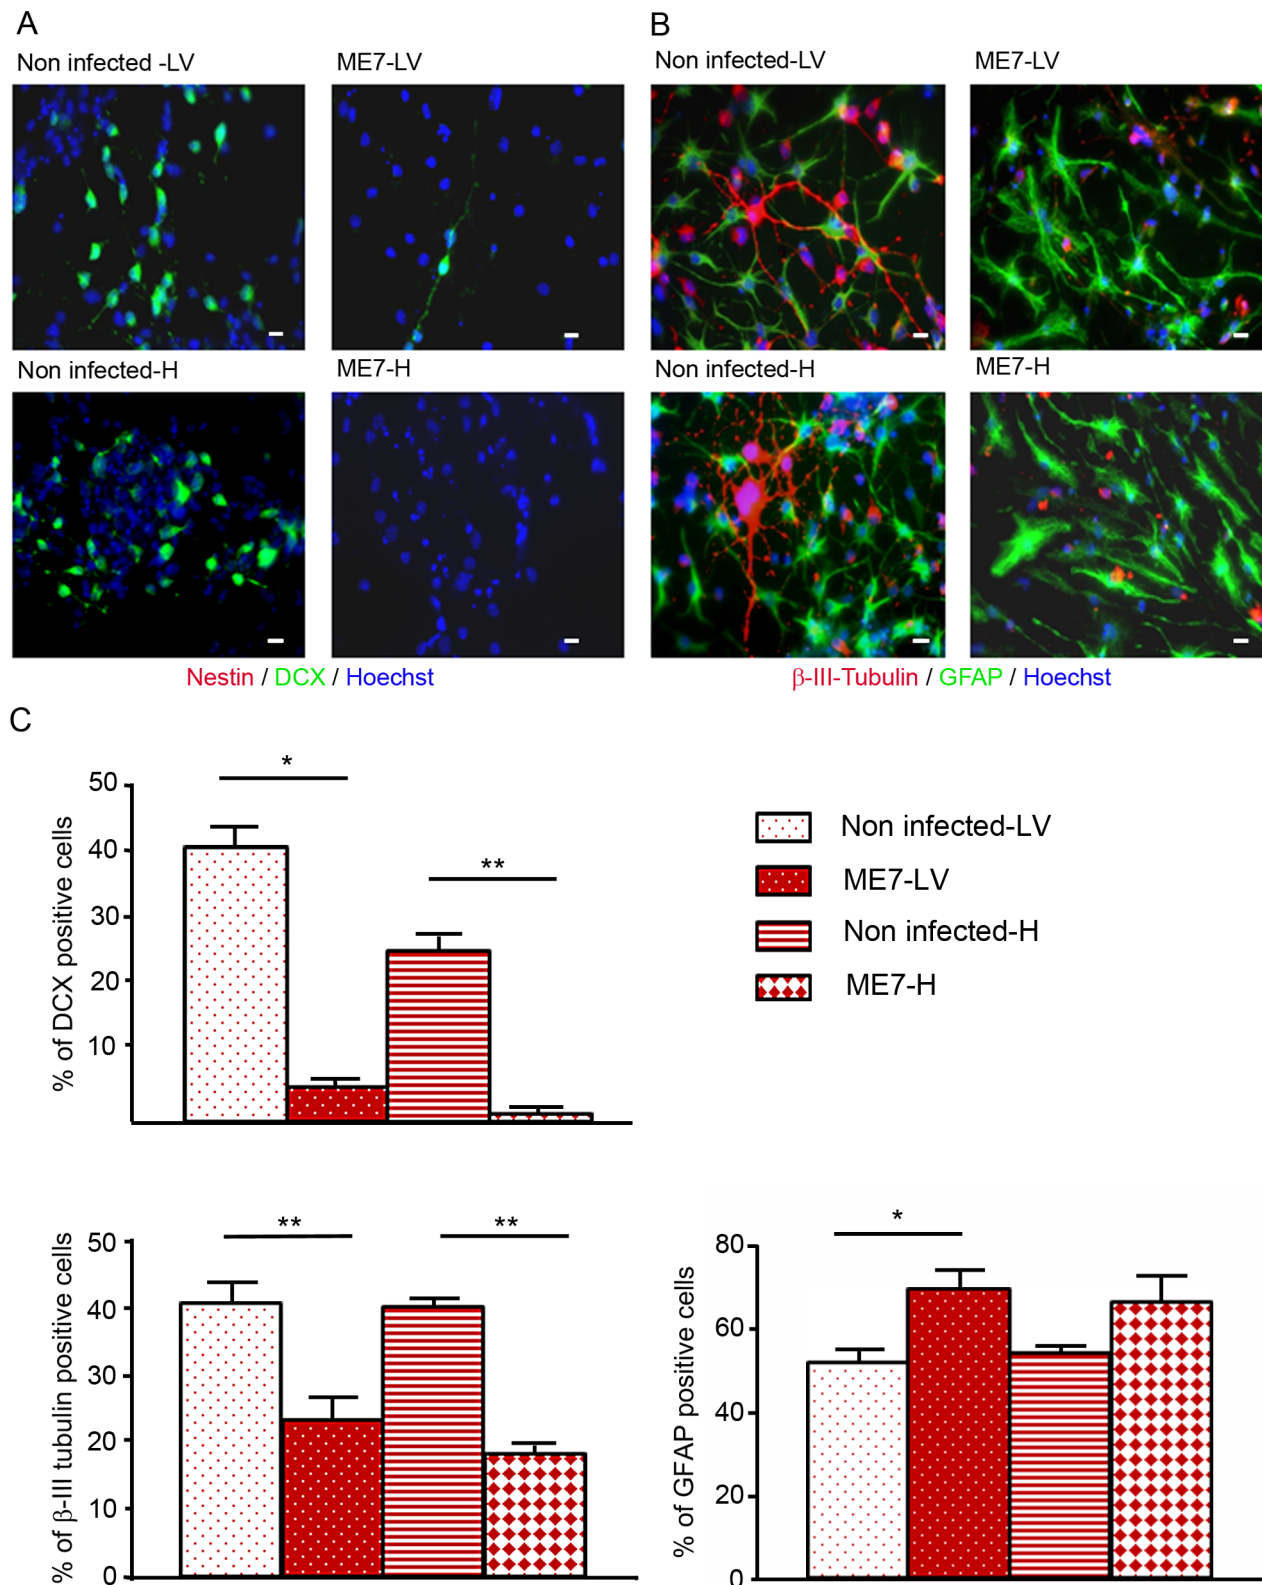 A
B
Non infected -LV
ME7-LV
Non infected-LV
ME7-LV
Non infected-H
ME7-H
Non infected-H
ME7-H
Nestin / DCX / Hoechst
β-III-Tubulin / GFAP / Hoechst
C
% of DCX positive cells
50
40
30
20
10
*
**
Non infected-LV
ME7-LV
Non infected-H
ME7-H
% of β-III tubulin positive cells
50
40
30
20
10
0
**
**
% of GFAP positive cells
80
60
40
20
0
*